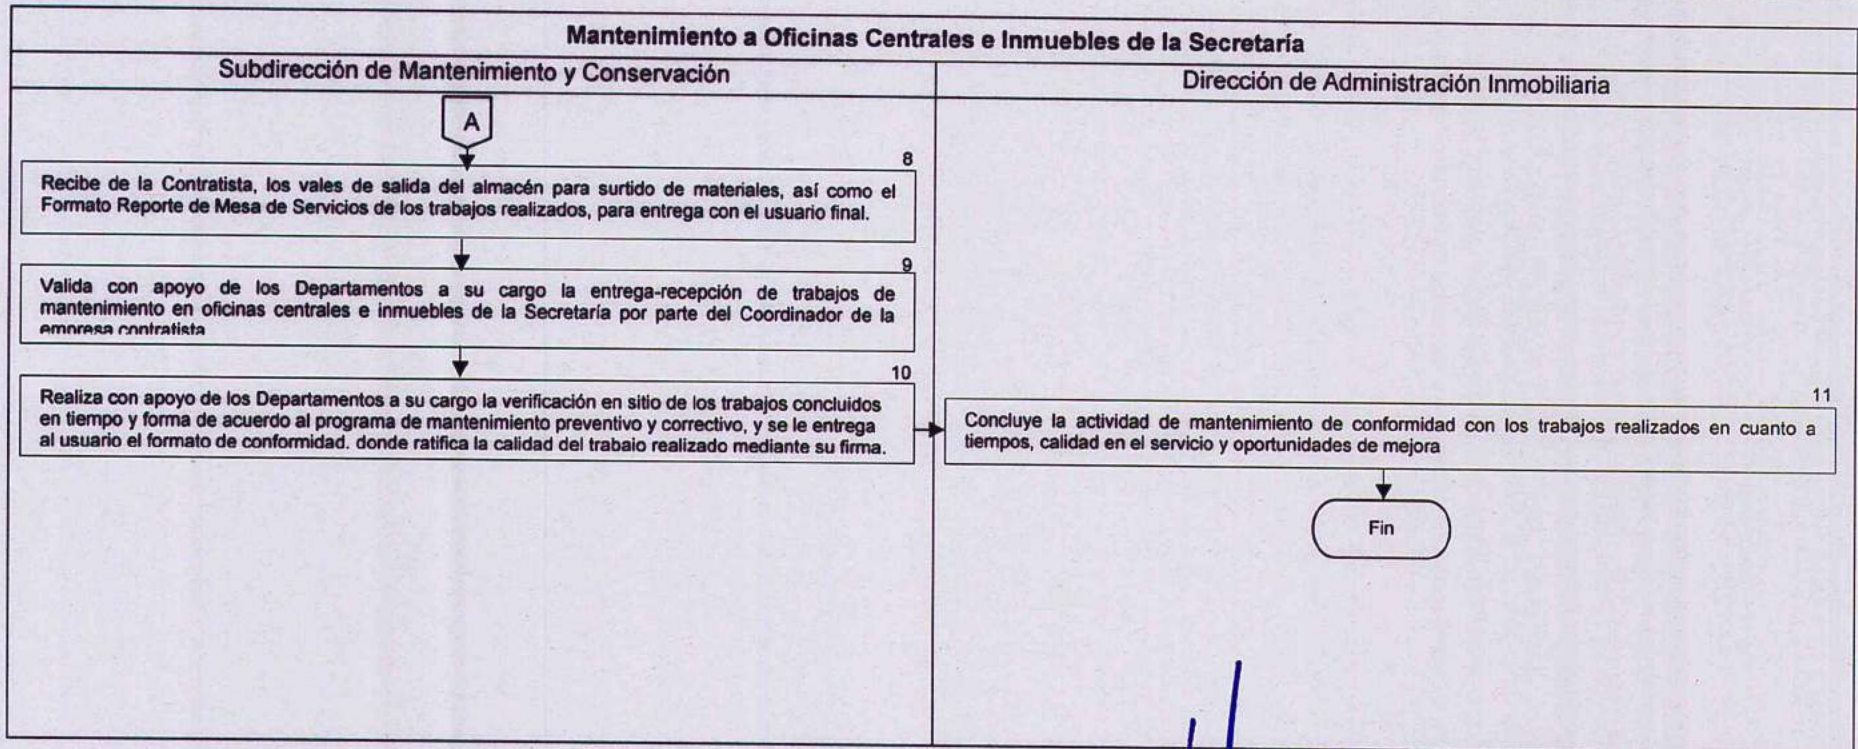 Mantenimiento a Oficinas Centrales e Inmuebles de la Secretaría
Subdirección de Mantenimiento y Conservación
Dirección de Administración Inmobiliaria
A
8
Recibe de la Contratista, los vales de salida del almacén para surtido de materiales, así como el
Formato Reporte de Mesa de Servicios de los trabajos realizados, para entrega con el usuario final.
9
Valida con apoyo de los Departamentos a su cargo la entrega-recepción de trabajos de
mantenimiento en oficinas centrales e inmuebles de la Secretaría por parte del Coordinador de la
empresa contratista
10
Realiza con apoyo de los Departamentos a su cargo la verificación en sitio de los trabajos concluidos
en tiempo y forma de acuerdo al programa de mantenimiento preventivo y correctivo, y se le entrega
al usuario el formato de conformidad. donde ratifica la calidad del trabajo realizado mediante su firma.
11
Concluye la actividad de mantenimiento de conformidad con los trabajos realizados en cuanto a
tiempos, calidad en el servicio y oportunidades de mejora
Fin